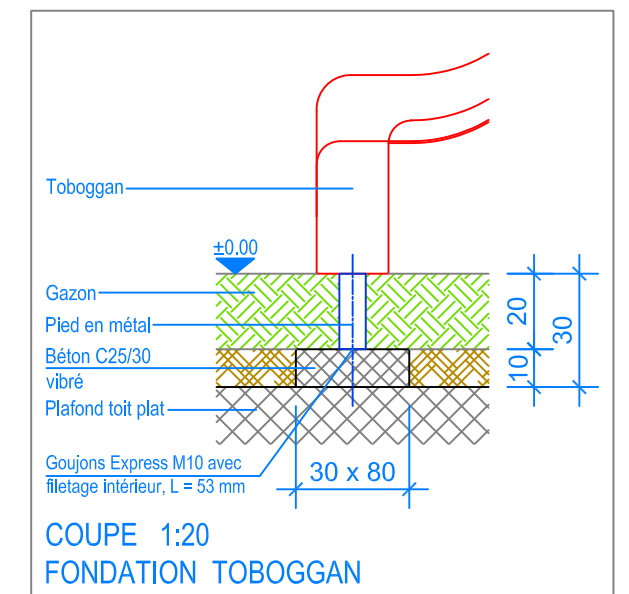 Toboggan
±0.00
Gazon
Pied en métal
Béton C25/30
vibré
Plafond toit plat
Goujons Express M10 avec
filetage intérieur, L = 53 mm
20
10
30
30 x 80
COUPE 1:20
FONDATION TOBOGGAN